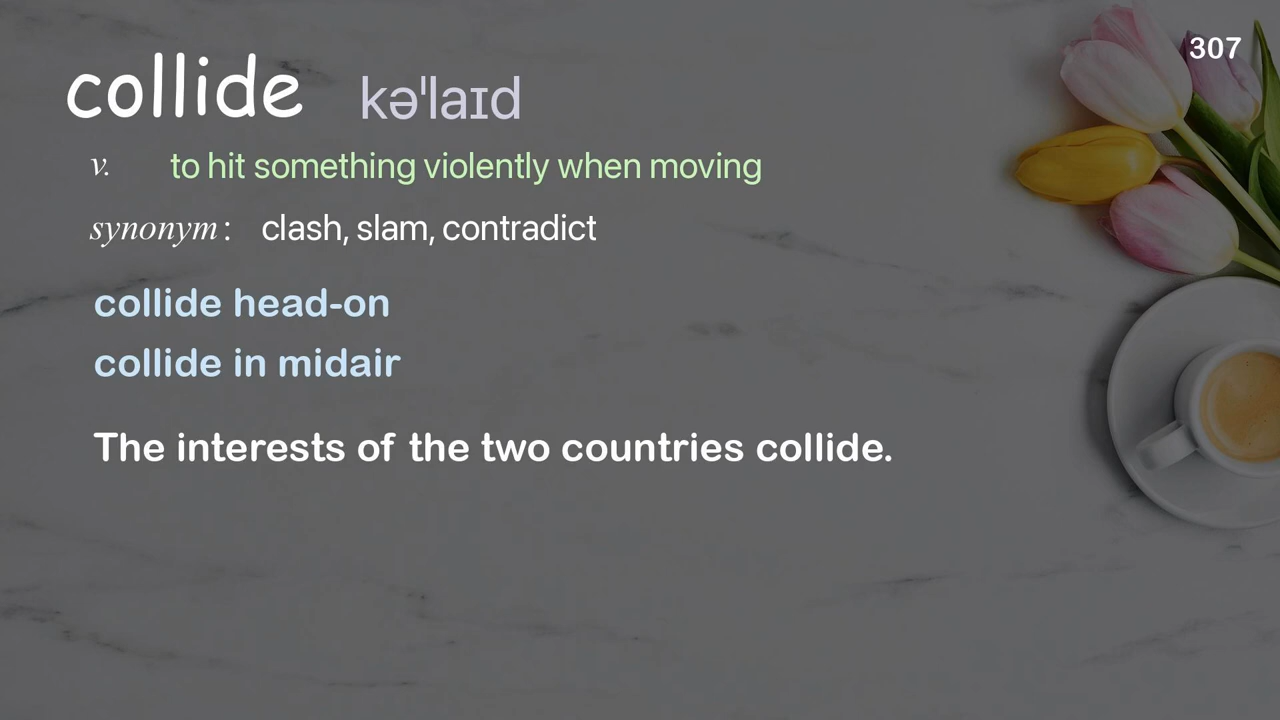 307
collide kəˈlaɪd
v. to hit something violently when moving
synonym: clash, slam, contradict
collide head-on
collide in midair
The interests of the two countries collide.